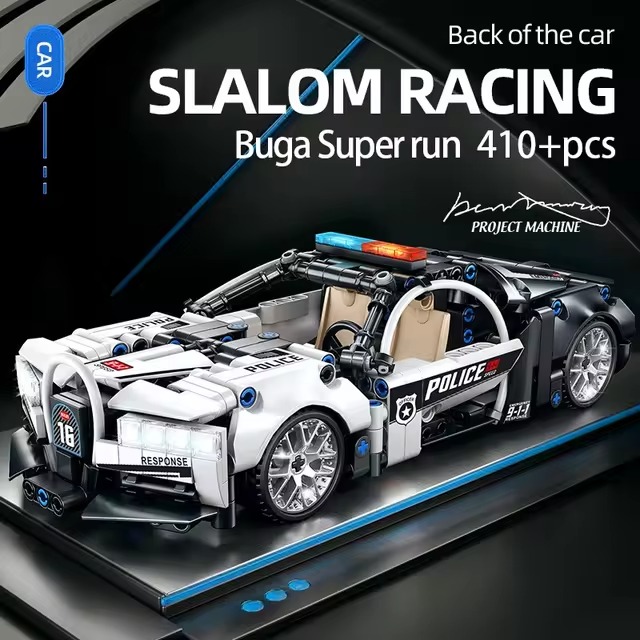 CAR
Back of the car
SLALOM RACING
Buga Super run 410+pcs
PROJECT MACHINE
POLICE
POLICE
POLICE
16
RESPONSE
9-1-1